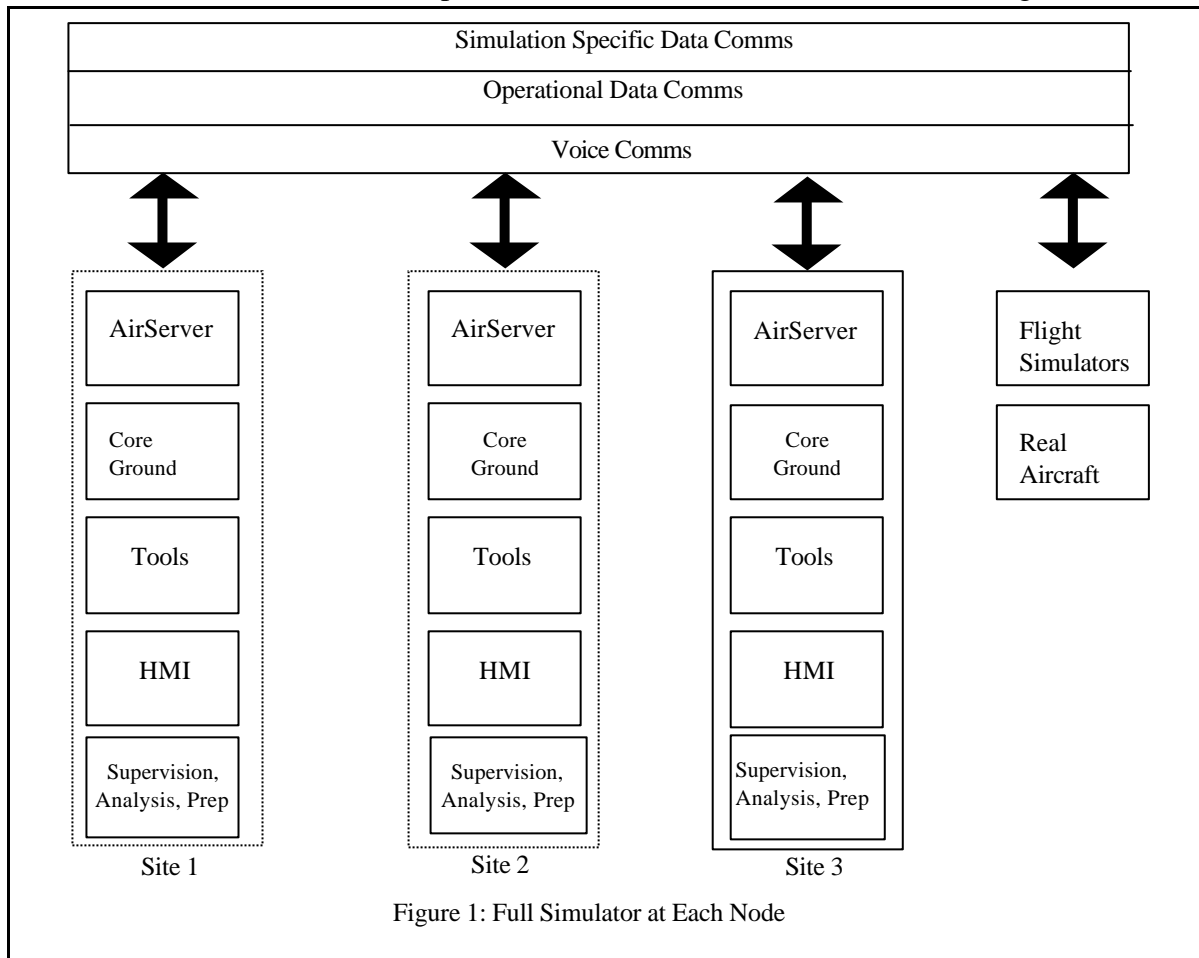 Simulation Specific Data Comms
Operational Data Comms
Voice Comms
AirServer
AirServer
AirServer
Flight
Simulators
Core
Ground
Core
Ground
Core
Ground
Real
Aircraft
Tools
Tools
Tools
HMI
HMI
HMI
Supervision,
Analysis, Prep
Supervision,
Analysis, Prep
Supervision,
Analysis, Prep
Site 1
Site 2
Site 3
Figure 1: Full Simulator at Each Node